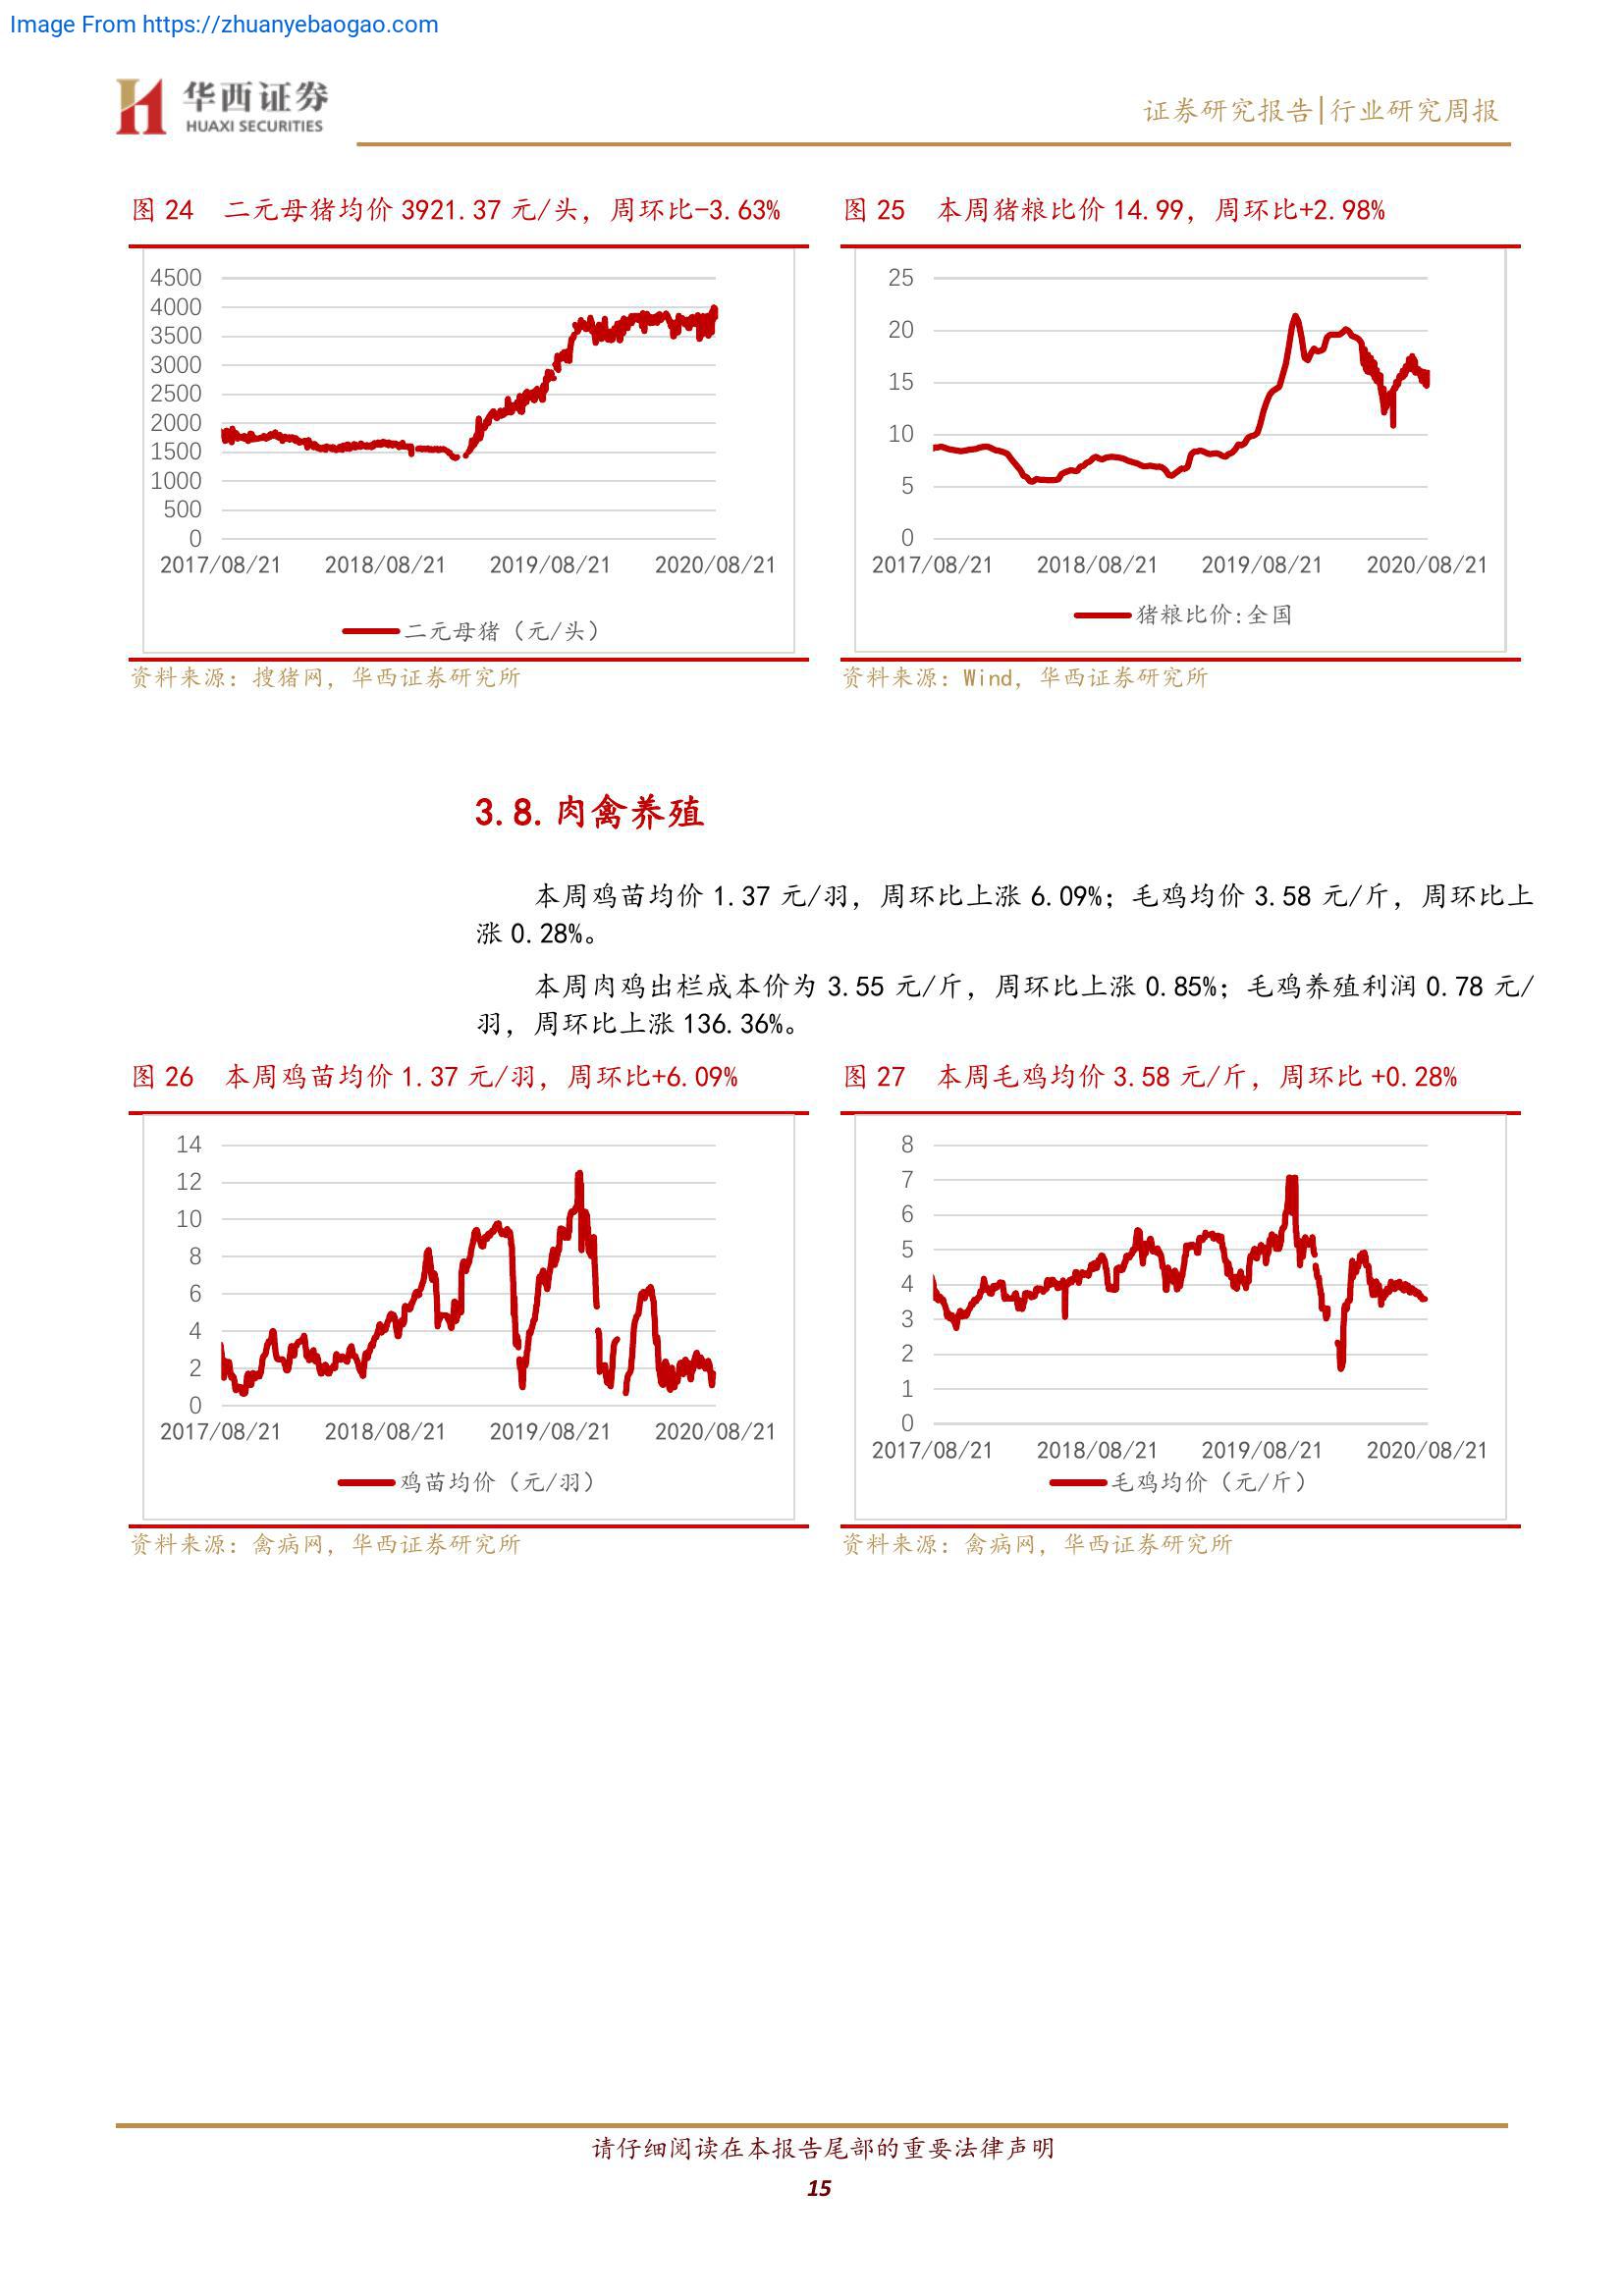 Image From https://zhuanyebaogao.com
华西证券
HUAXI SECURITIES
证券研究报告|行业研究周报
图 24 二元母猪均价 3921.37 元/头，周环比-3.63%
4500
4000
3500
3000
2500
2000
1500
1000
500
0
2017/08/21 2018/08/21 2019/08/21 2020/08/21
二元母猪（元/头）
资料来源：搜猪网，华西证券研究所
图 25 本周猪粮比价 14.99，周环比+2.98%
25
20
15
10
5
0
2017/08/21 2018/08/21 2019/08/21 2020/08/21
猪粮比价:全国
资料来源：Wind，华西证券研究所
3.8.肉禽养殖
本周鸡苗均价 1.37 元/羽，周环比上涨 6.09%；毛鸡均价 3.58 元/斤，周环比上
涨 0.28%。
本周肉鸡出栏成本价为 3.55 元/斤，周环比上涨 0.85%；毛鸡养殖利润 0.78 元/
羽，周环比上涨 136.36%。
图 26 本周鸡苗均价 1.37 元/羽，周环比+6.09%
14
12
10
8
6
4
2
0
2017/08/21 2018/08/21 2019/08/21 2020/08/21
鸡苗均价（元/羽）
资料来源：禽病网，华西证券研究所
图 27 本周毛鸡均价 3.58 元/斤，周环比 +0.28%
8
7
6
5
4
3
2
1
0
2017/08/21 2018/08/21 2019/08/21 2020/08/21
毛鸡均价（元/斤）
资料来源：禽病网，华西证券研究所
请仔细阅读在本报告尾部的重要法律声明
15